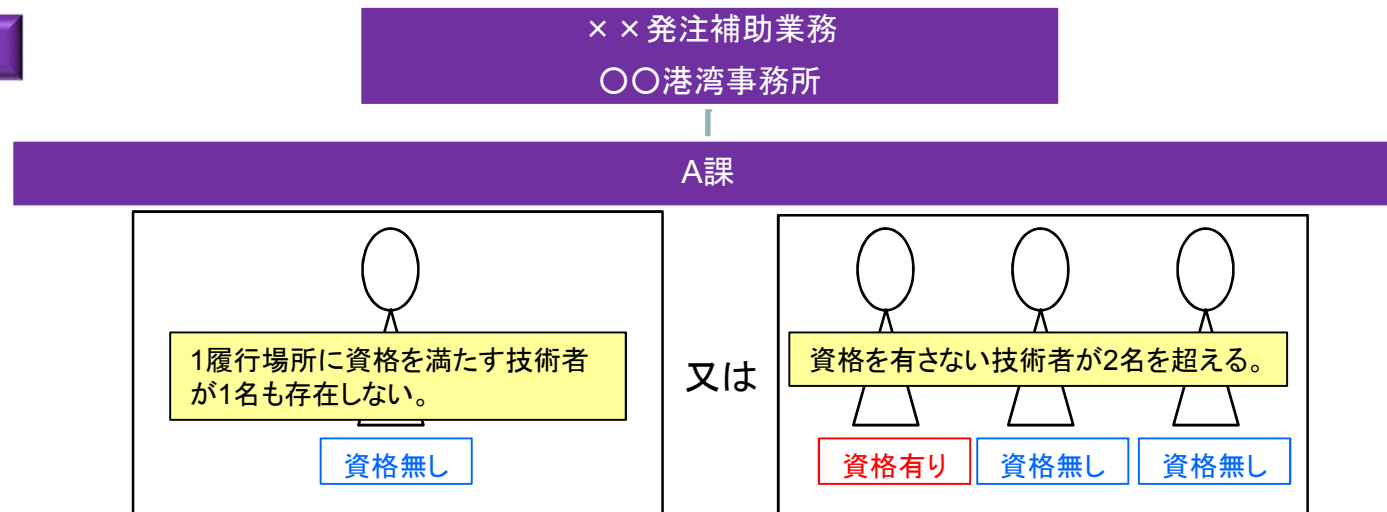 ××発注補助業務
〇〇港湾事務所
A課
1履行場所に資格を満たす技術者
が1名も存在しない。
又は
資格を有さない技術者が2名を超える。
資格無し
資格有り
資格無し
資格無し